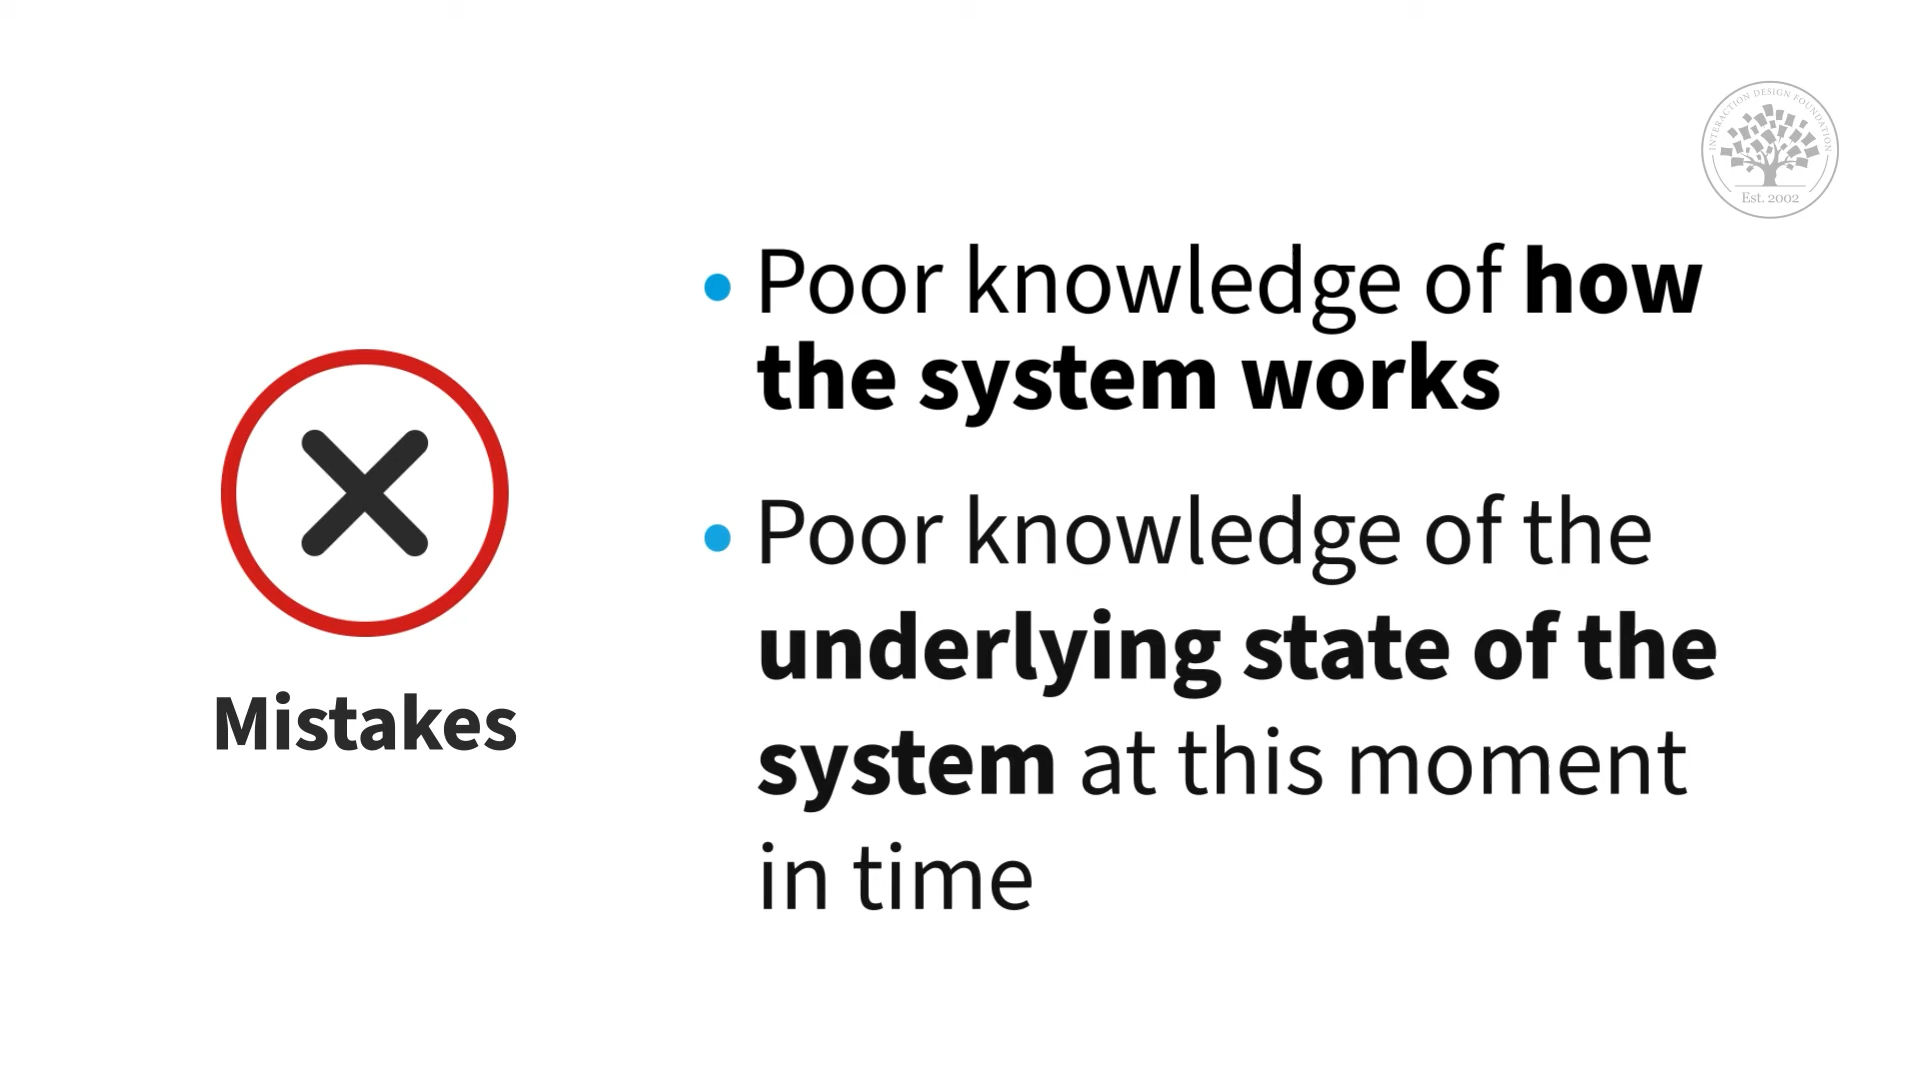 INTERACTION DESIGN FOUNDATION
Est. 2002
• Poor knowledge of how
the system works
• Poor knowledge of the
underlying state of the
system at this moment
in time
Mistakes